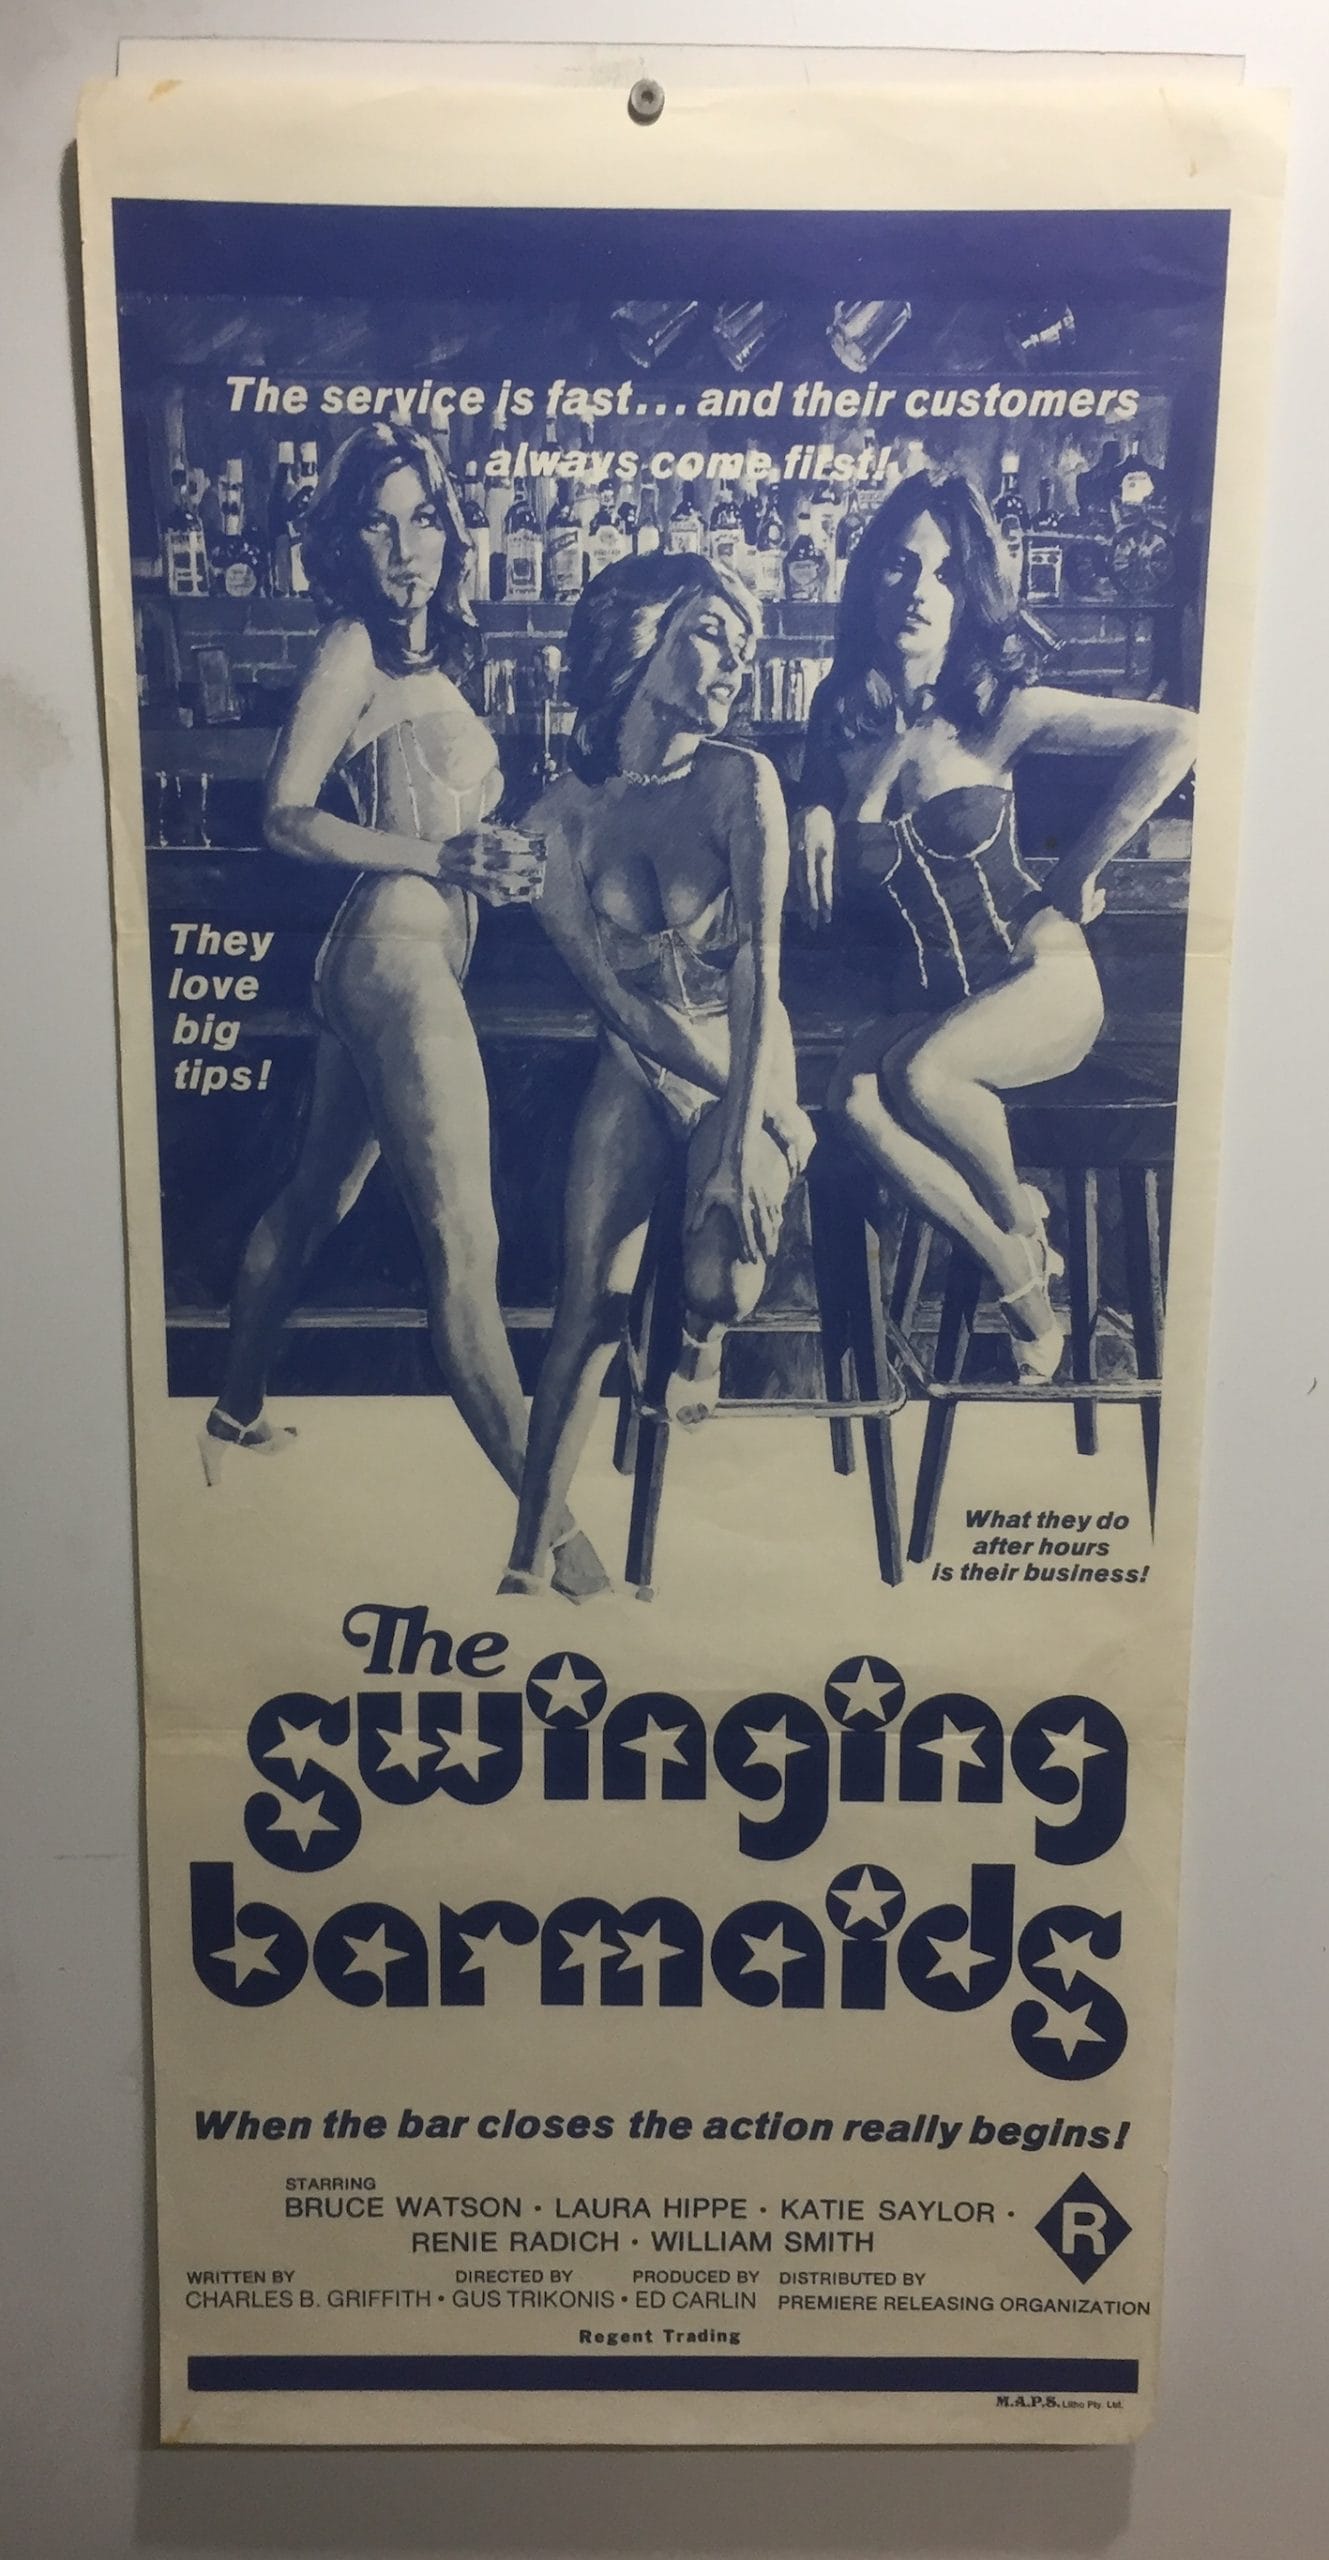 The service is fast... and their customers
always come first!
They
love
big
tips!
What they do
after hours
is their business!
The
swinging
barmaids
When the bar closes the action really begins!
STARRING
BRUCE WATSON · LAURA HIPPE · KATIE SAYLOR ·
RENIE RADICH · WILLIAM SMITH
R
WRITTEN BY DIRECTED BY PRODUCED BY DISTRIBUTED BY
CHARLES B. GRIFFITH · GUS TRIKONIS · ED CARLIN PREMIERE RELEASING ORGANIZATION
Regent Trading
M.A.P.S. Litho Pty. Ltd.